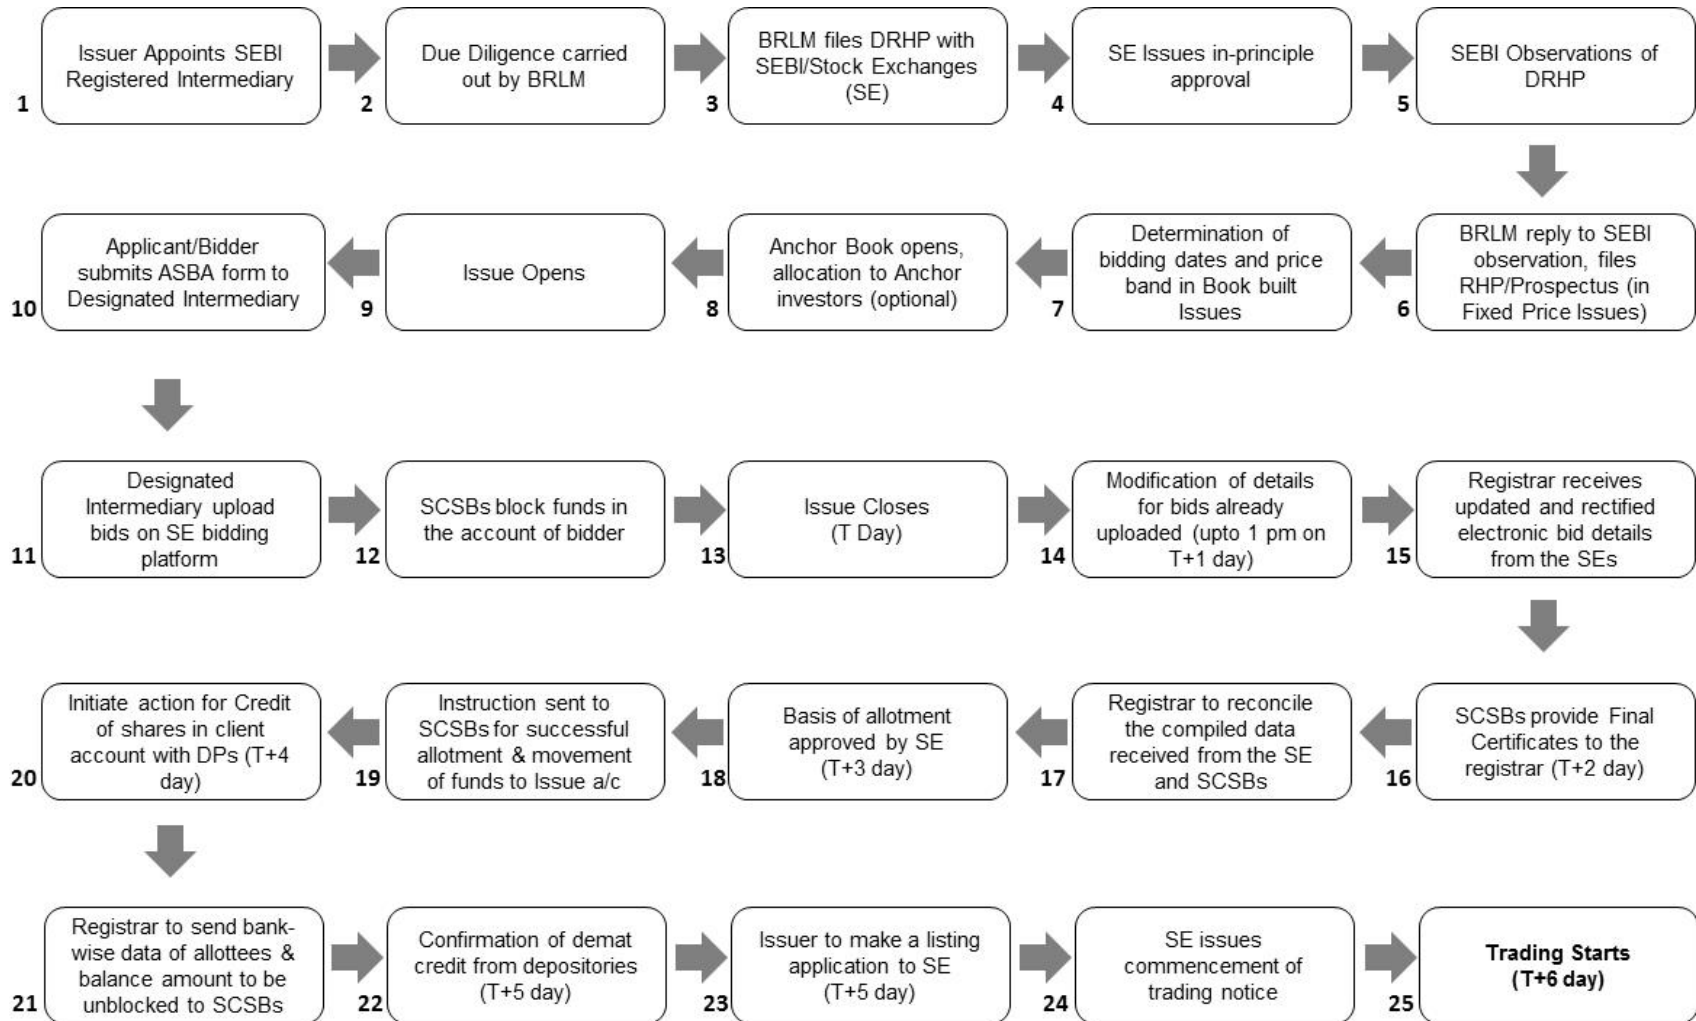 Issuer Appoints SEBI
Registered Intermediary
1
Due Diligence carried
out by BRLM
2
BRLM files DRHP with
SEBI/Stock Exchanges
(SE)
3
SE Issues in-principle
approval
4
SEBI Observations of
DRHP
5
BRLM reply to SEBI
observation, files
RHP/Prospectus (in
Fixed Price Issues)
6
Determination of
bidding dates and price
band in Book built
Issues
7
Anchor Book opens,
allocation to Anchor
investors (optional)
8
Issue Opens
9
Applicant/Bidder
submits ASBA form to
Designated Intermediary
10
Designated
Intermediary upload
bids on SE bidding
platform
11
SCSBs block funds in
the account of bidder
12
Issue Closes
(T Day)
13
Modification of details
for bids already
uploaded (upto 1 pm on
T+1 day)
14
Registrar receives
updated and rectified
electronic bid details
from the SEs
15
SCSBs provide Final
Certificates to the
registrar (T+2 day)
16
Registrar to reconcile
the compiled data
received from the SE
and SCSBs
17
Basis of allotment
approved by SE
(T+3 day)
18
Instruction sent to
SCSBs for successful
allotment & movement
of funds to Issue a/c
19
Initiate action for Credit
of shares in client
account with DPs (T+4
day)
20
Registrar to send bank-
wise data of allottees &
balance amount to be
unblocked to SCSBs
21
Confirmation of demat
credit from depositories
(T+5 day)
22
Issuer to make a listing
application to SE
(T+5 day)
23
SE issues
commencement of
trading notice
24
Trading Starts
(T+6 day)
25